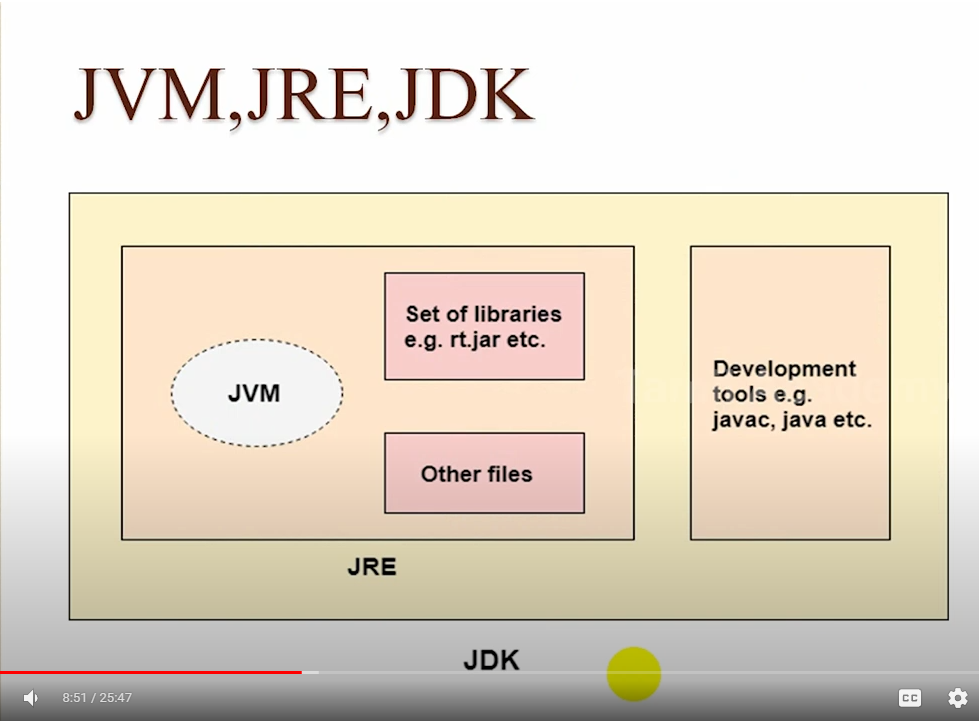 JVM,JRE,JDK
Set of libraries
e.g. rt.jar etc.
JVM
Development
tools e.g.
javac, java etc.
Other files
JRE
JDK
8:51 / 25:47
CC